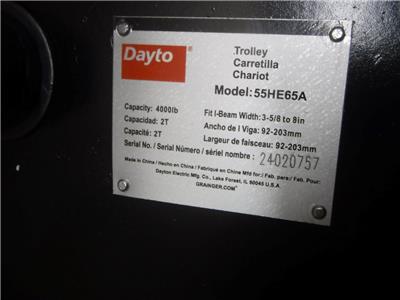 Dayto
Trolley
Carretilla
Chariot
Model: 55HE65A
Capacity: 4000lb
Capacidad: 2T
Capacité: 2T
Fit I-Beam Width: 3-5/8 to 8in
Ancho de l Viga: 92-203mm
Largeur de faisceau: 92-203mm
Serial No. / Serial Número / sériel nombre: 24020757
Made in China / Hecho en China / Fabriqué en Chine Mfd for:/ Fab. para:/ Fab. Pour:
Dayton Electric Mfg. Co., Lake Forest, IL 60045 U.S.A
GRAINGER.COM